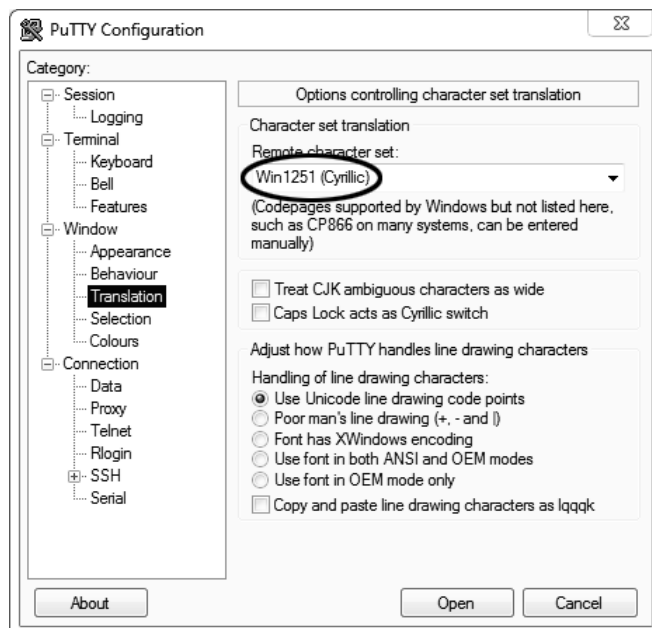 PuTTY Configuration
Category:
Session
Logging
Terminal
Keyboard
Bell
Features
Window
Appearance
Behaviour
Translation
Selection
Colours
Connection
Data
Proxy
Telnet
Rlogin
SSH
Serial
Options controlling character set translation
Character set translation
Remote character set:
Win1251 (Cyrillic)
(Codepages supported by Windows but not listed here,
such as CP866 on many systems, can be entered
manually)
Treat CJK ambiguous characters as wide
Caps Lock acts as Cyrillic switch
Adjust how PuTTY handles line drawing characters
Handling of line drawing characters:
Use Unicode line drawing code points
Poor man's line drawing (+, - and |)
Font has XWindows encoding
Use font in both ANSI and OEM modes
Use font in OEM mode only
Copy and paste line drawing characters as lqqqk
About
Open
Cancel